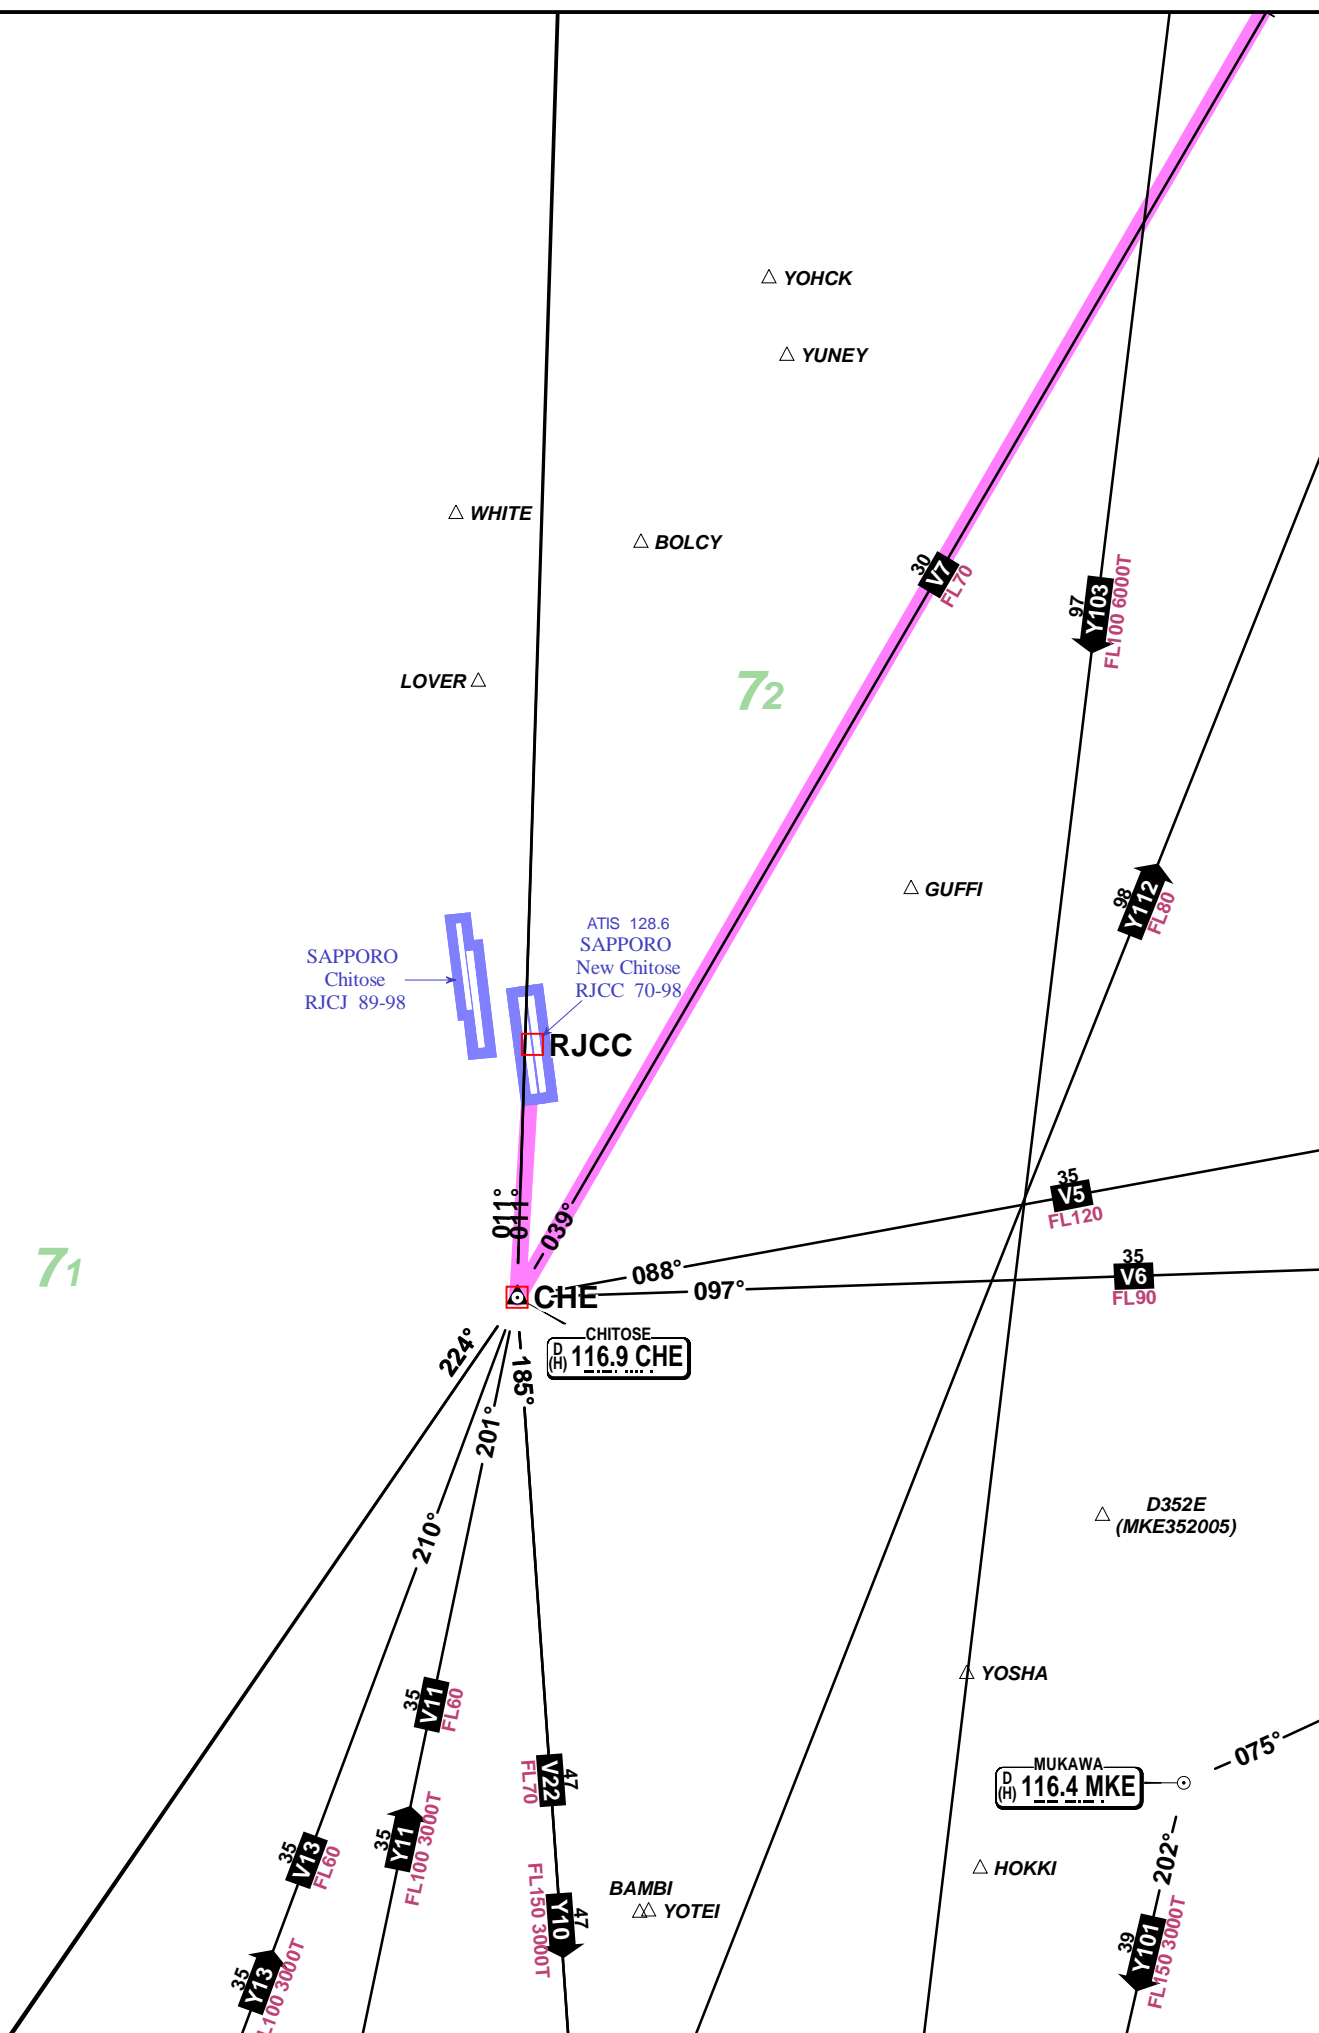 YOHCK
YUNEY
WHITE
BOLCY
30
V7
FL70
97
Y103
FL100 6000T
LOVER
72
GUFFI
98
Y112
FL80
ATIS 128.6
SAPPORO
New Chitose
RJCC 70-98
SAPPORO
Chitose
RJCJ 89-98
RJCC
011°
011°
039°
35
V5
FL120
71
088°
097°
35
V6
FL90
CHE
CHITOSE
D
(H) 116.9 CHE
224°
185°
201°
210°
D352E
(MKE352005)
YOSHA
35
V11
FL60
075°
MUKAWA
D
(H) 116.4 MKE
47
V22
FL70
35
Y11
FL100 3000T
35
V13
FL60
202°
HOKKI
BAMBI
YOTEI
47
Y10
FL150 3000T
39
Y101
FL150 3000T
35
Y13
L100 3000T